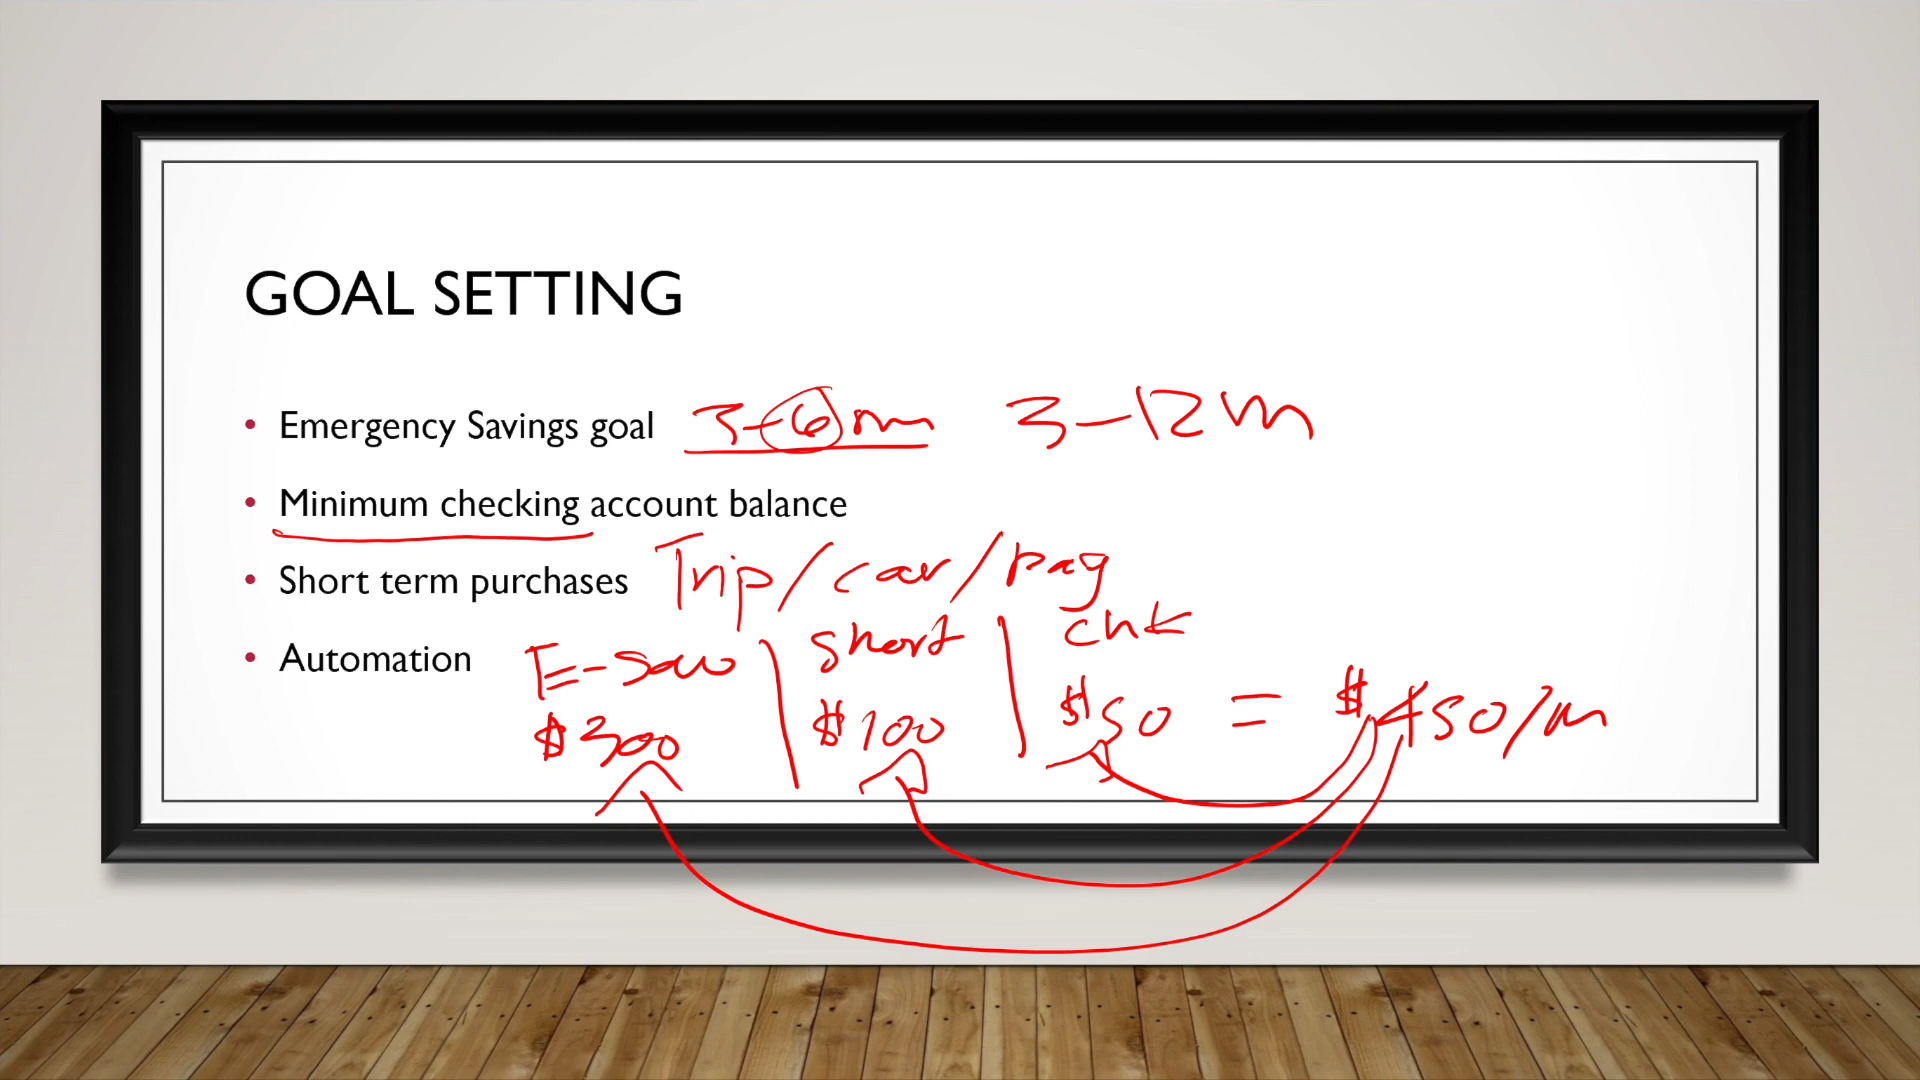 GOAL SETTING
• Emergency Savings goal 3-6m 3-12m
• Minimum checking account balance
• Short term purchases Trip/car/
• Automation E-sav | short | chk
$300 | $100 | $50 = $450/m